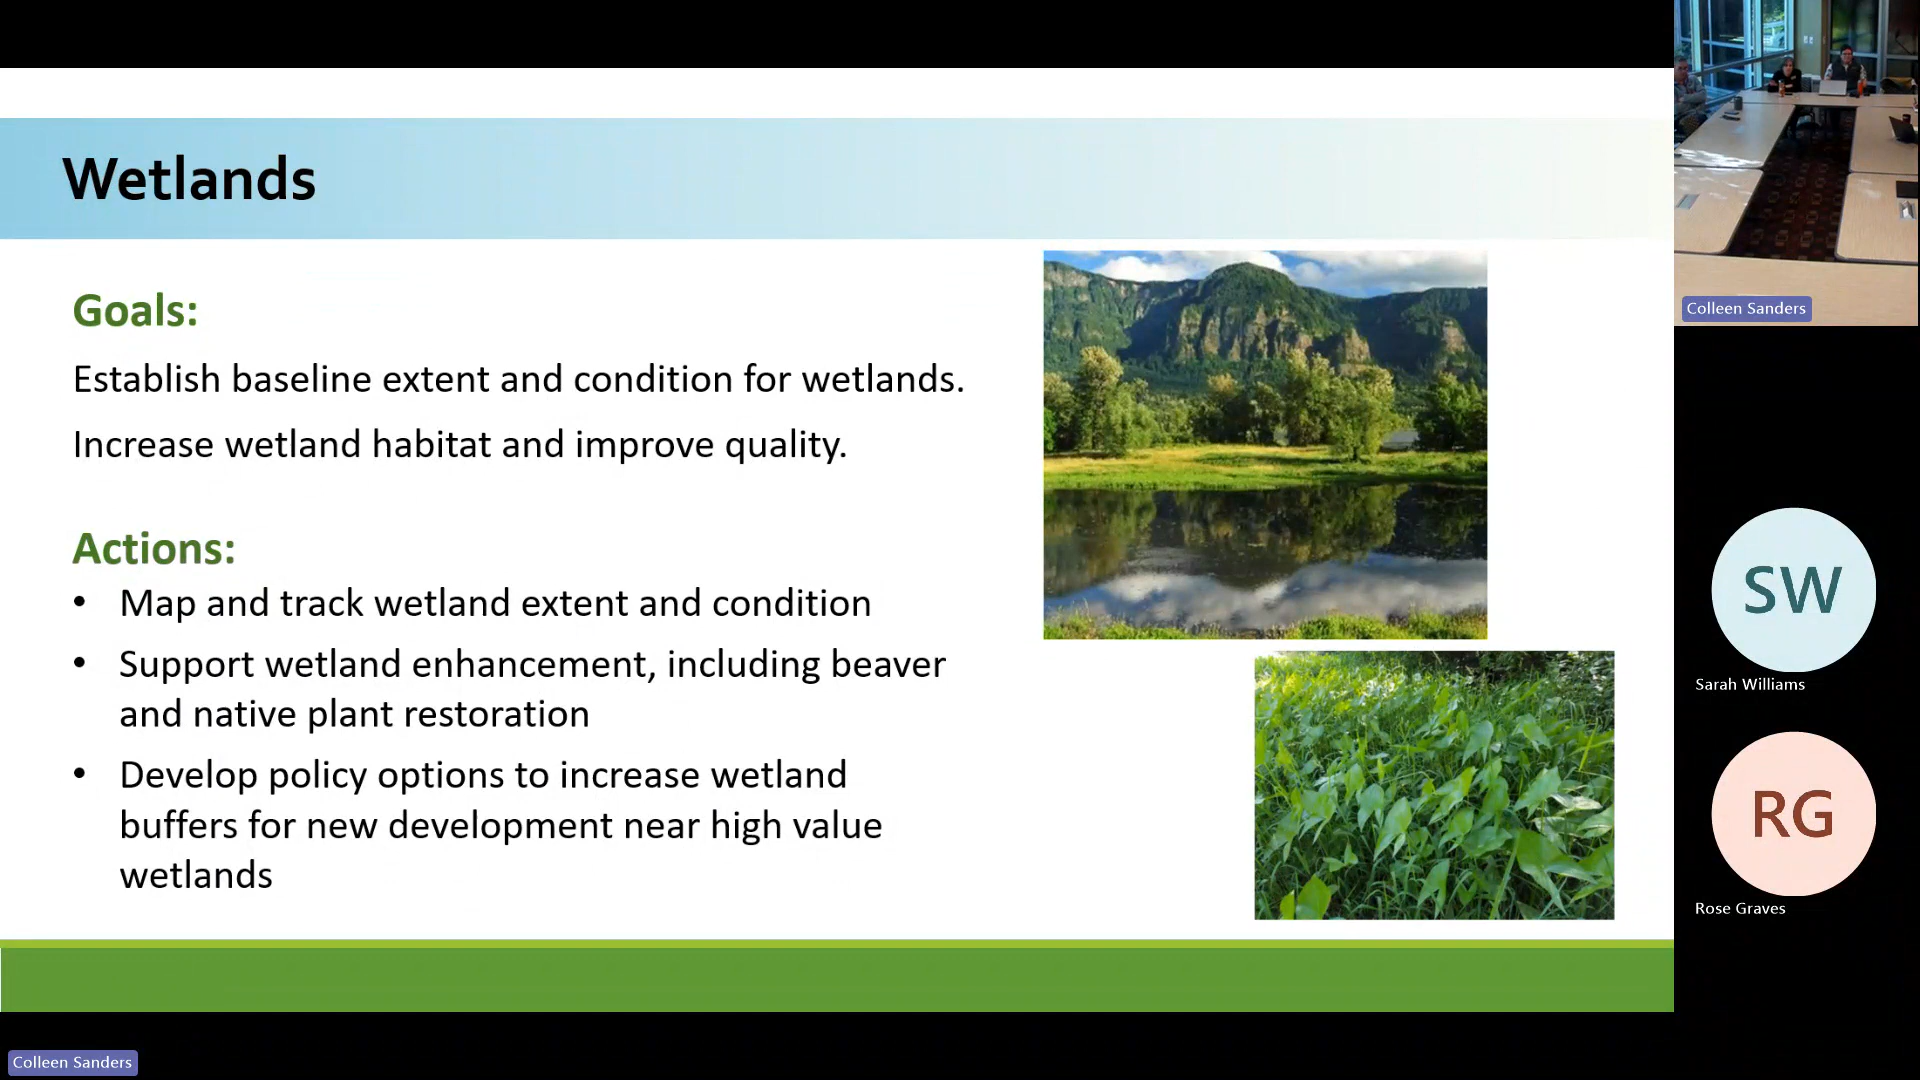 Wetlands
Goals:
Establish baseline extent and condition for wetlands.
Increase wetland habitat and improve quality.
Actions:
• Map and track wetland extent and condition
• Support wetland enhancement, including beaver
and native plant restoration
• Develop policy options to increase wetland
buffers for new development near high value
wetlands
Colleen Sanders
SW
Sarah Williams
RG
Rose Graves
Colleen Sanders